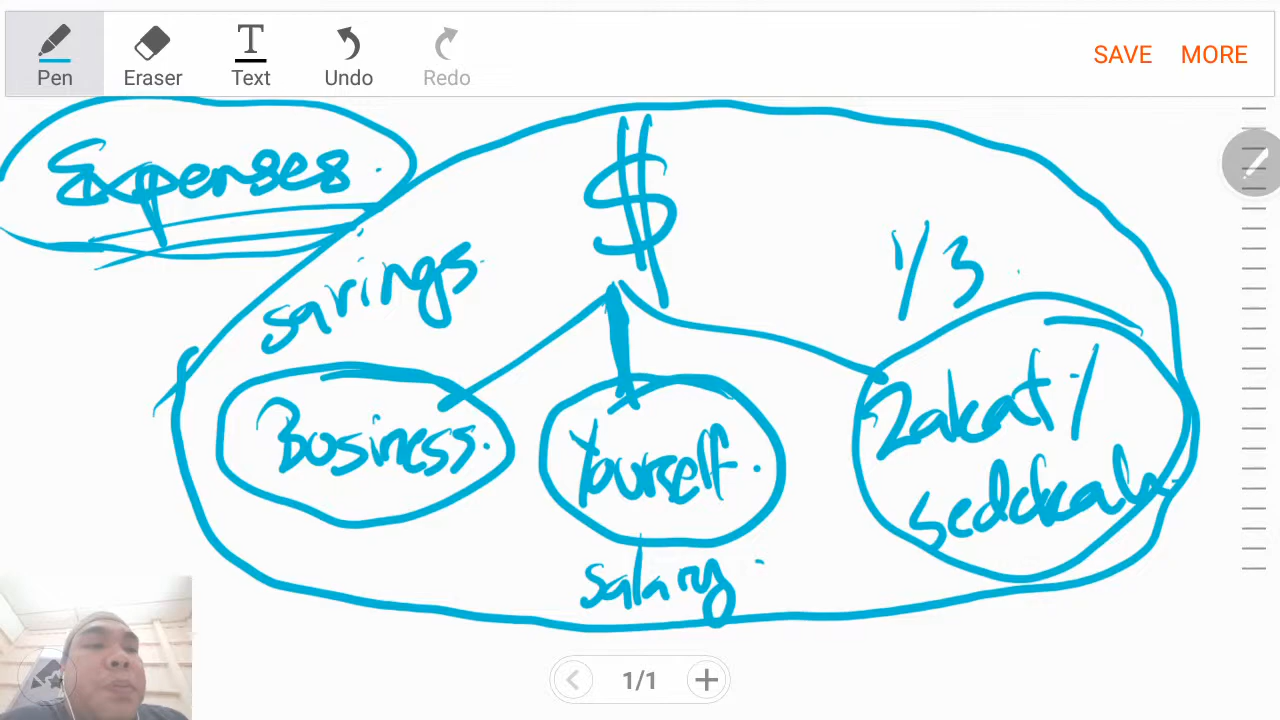 Pen
Eraser
Text
Undo
Redo
SAVE
MORE
Expenses.
$
savings.
1/3
Business.
Yourself.
Zakat /
sedekah
salary.
1/1